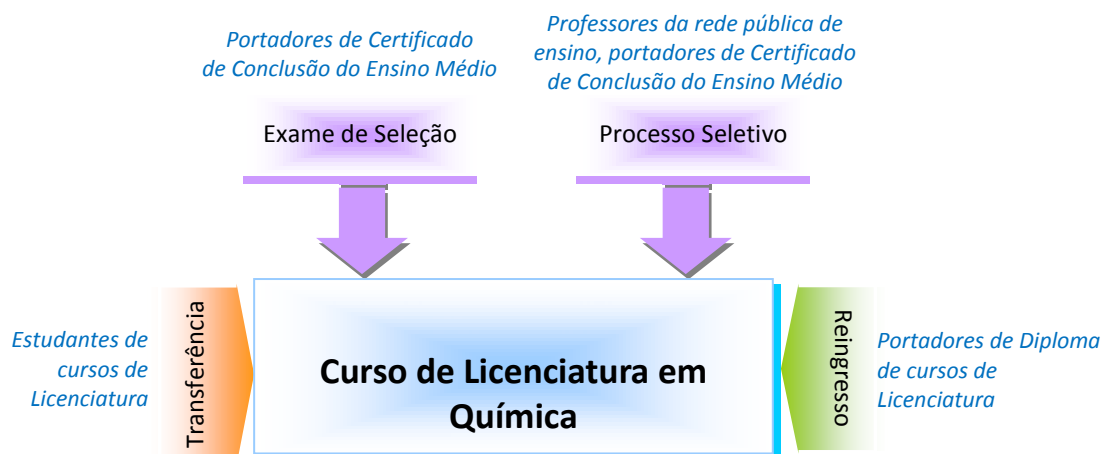 Portadores de Certificado
de Conclusão do Ensino Médio
Professores da rede pública de
ensino, portadores de Certificado
de Conclusão do Ensino Médio
Exame de Seleção
Processo Seletivo
Estudantes de
cursos de
Licenciatura
Transferência
Curso de Licenciatura em
Química
Reingresso
Portadores de Diploma
de cursos de
Licenciatura